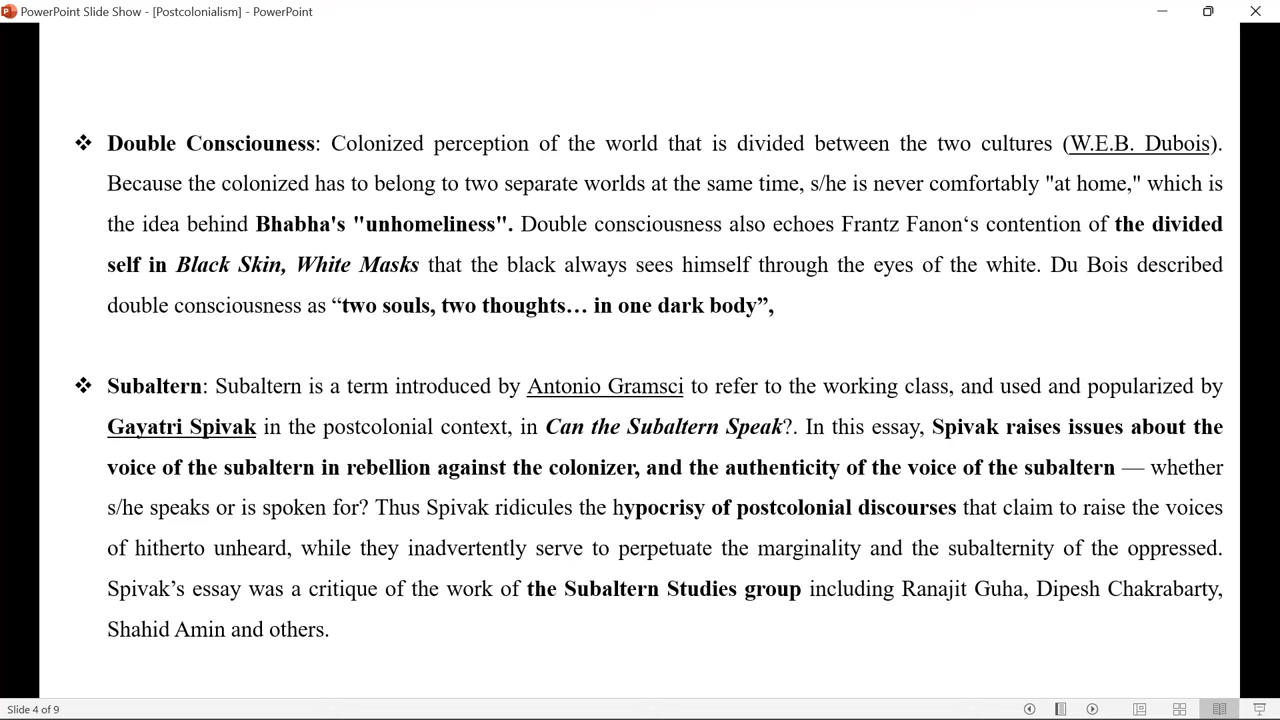 PowerPoint Slide Show - [Postcolonialism] - PowerPoint
❖ Double Consciouness: Colonized perception of the world that is divided between the two cultures (W.E.B. Dubois).
Because the colonized has to belong to two separate worlds at the same time, s/he is never comfortably "at home," which is
the idea behind Bhabha's "unhomeliness". Double consciousness also echoes Frantz Fanon‘s contention of the divided
self in Black Skin, White Masks that the black always sees himself through the eyes of the white. Du Bois described
double consciousness as “two souls, two thoughts… in one dark body”,
❖ Subaltern: Subaltern is a term introduced by Antonio Gramsci to refer to the working class, and used and popularized by
Gayatri Spivak in the postcolonial context, in Can the Subaltern Speak?. In this essay, Spivak raises issues about the
voice of the subaltern in rebellion against the colonizer, and the authenticity of the voice of the subaltern — whether
s/he speaks or is spoken for? Thus Spivak ridicules the hypocrisy of postcolonial discourses that claim to raise the voices
of hitherto unheard, while they inadvertently serve to perpetuate the marginality and the subalternity of the oppressed.
Spivak’s essay was a critique of the work of the Subaltern Studies group including Ranajit Guha, Dipesh Chakrabarty,
Shahid Amin and others.
Slide 4 of 9